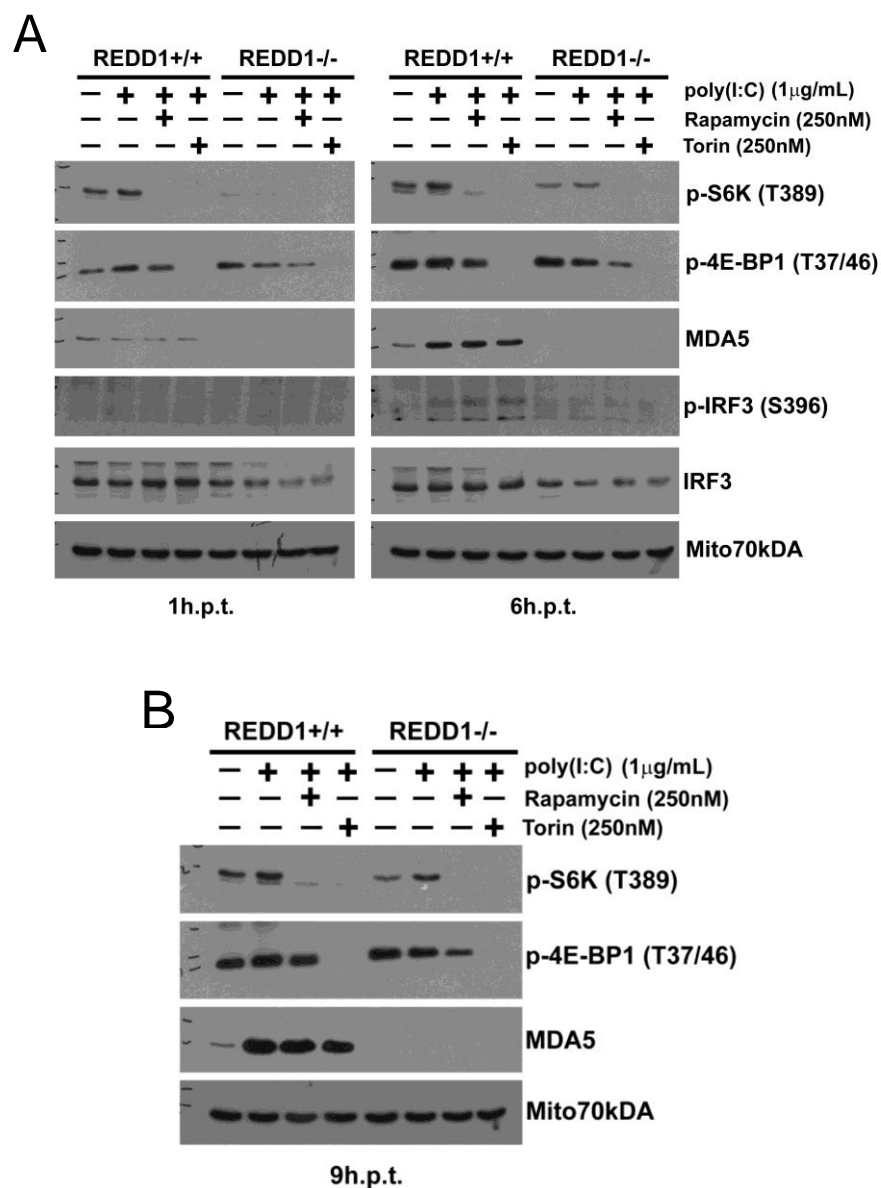 A
REDD1+/+ REDD1-/- REDD1+/+ REDD1-/-
− + + + − + + + − + + + − + + + poly(I:C) (1µg/mL)
− − + − − − + − − − + − − − + − Rapamycin (250nM)
− − − + − − − + − − − + − − − + Torin (250nM)
p-S6K (T389)
p-4E-BP1 (T37/46)
MDA5
p-IRF3 (S396)
IRF3
Mito70kDA
1h.p.t. 6h.p.t.
B
REDD1+/+ REDD1-/-
− + + + − + + + poly(I:C) (1µg/mL)
− − + − − − + − Rapamycin (250nM)
− − − + − − − + Torin (250nM)
p-S6K (T389)
p-4E-BP1 (T37/46)
MDA5
Mito70kDA
9h.p.t.